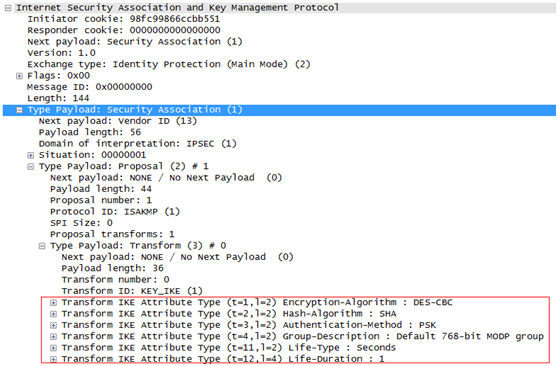 Internet Security Association and Key Management Protocol
Initiator cookie: 98fc99866ccbb551
Responder cookie: 0000000000000000
Next payload: Security Association (1)
Version: 1.0
Exchange type: Identity Protection (Main Mode) (2)
Flags: 0x00
Message ID: 0x00000000
Length: 144
Type Payload: Security Association (1)
Next payload: Vendor ID (13)
Payload length: 56
Domain of interpretation: IPSEC (1)
Situation: 00000001
Type Payload: Proposal (2) # 1
Next payload: NONE / No Next Payload  (0)
Payload length: 44
Proposal number: 1
Protocol ID: ISAKMP (1)
SPI Size: 0
Proposal transforms: 1
Type Payload: Transform (3) # 0
Next payload: NONE / No Next Payload  (0)
Payload length: 36
Transform number: 0
Transform ID: KEY_IKE (1)
Transform IKE Attribute Type (t=1,l=2) Encryption-Algorithm : DES-CBC
Transform IKE Attribute Type (t=2,l=2) Hash-Algorithm : SHA
Transform IKE Attribute Type (t=3,l=2) Authentication-Method : PSK
Transform IKE Attribute Type (t=4,l=2) Group-Description : Default 768-bit MODP group
Transform IKE Attribute Type (t=11,l=2) Life-Type : Seconds
Transform IKE Attribute Type (t=12,l=4) Life-Duration : 1